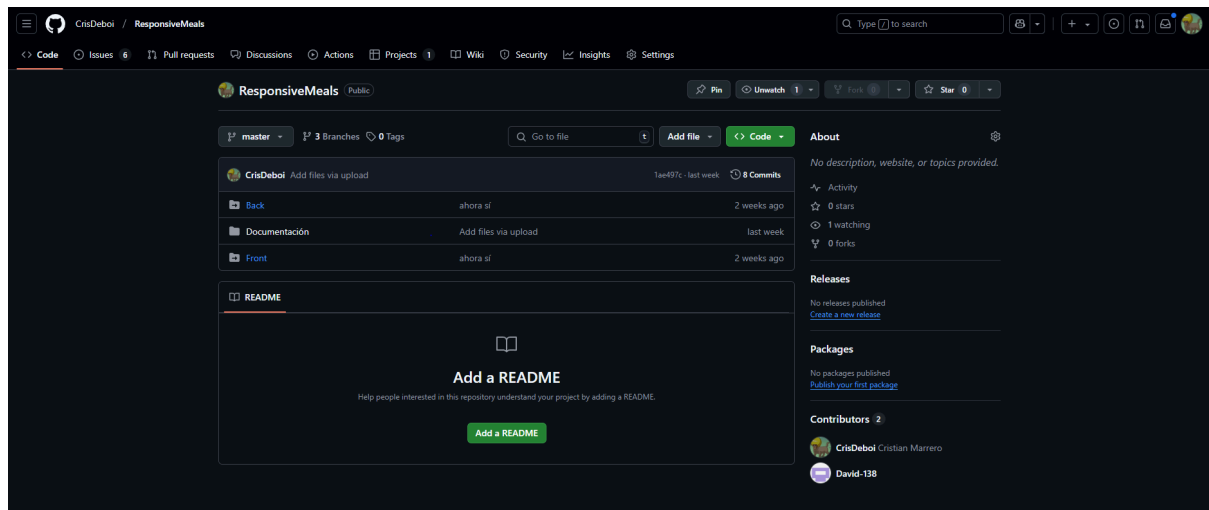 CrisDeboi / ResponsiveMeals
Type / to search
Code Issues 6 Pull requests Discussions Actions Projects 1 Wiki Security Insights Settings
ResponsiveMeals Public
Pin Unwatch 1 Fork 0 Star 0
master 3 Branches 0 Tags
Go to file t Add file Code
CrisDeboi Add files via upload 1ae497c · last week 8 Commits
Back ahora sí 2 weeks ago
Documentación Add files via upload last week
Front ahora sí 2 weeks ago
README
Add a README
Help people interested in this repository understand your project by adding a README.
Add a README
About
No description, website, or topics provided.
Activity
0 stars
1 watching
0 forks
Releases
No releases published
Create a new release
Packages
No packages published
Publish your first package
Contributors 2
CrisDeboi Cristian Marrero
David-138